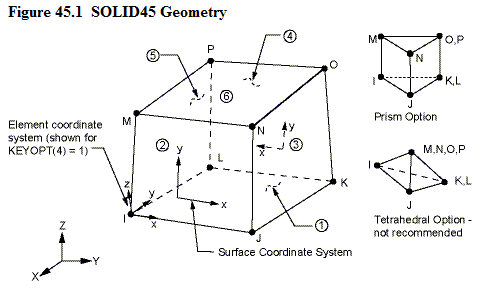 Figure 45.1 SOLID45 Geometry
P
O
M
N
L
K
I
J
5
4
6
2
3
1
y
x
y
x
z
y
x
Element coordinate
system (shown for
KEYOPT(4) = 1)
Surface Coordinate System
Z
Y
X
M
O,P
N
I
K,L
J
Prism Option
M,N,O,P
I
K,L
J
Tetrahedral Option -
not recommended